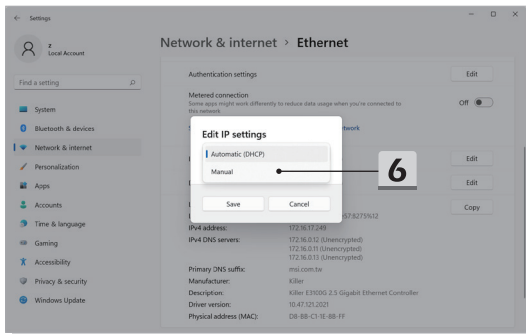 Settings
z
Local Account
Find a setting
System
Bluetooth & devices
Network & internet
Personalization
Apps
Accounts
Time & language
Gaming
Accessibility
Privacy & security
Windows Update
Network & internet > Ethernet
Authentication settings
Edit
Metered connection
Some apps might work differently to reduce data usage when you're connected to
this network
Off
Edit IP settings
Automatic (DHCP)
Manual
Save
Cancel
6
Edit
Edit
Copy
IPv4 address: 172.16.17.249
IPv4 DNS servers: 172.16.0.12 (Unencrypted)
172.16.0.11 (Unencrypted)
172.16.0.13 (Unencrypted)
Primary DNS suffix: msi.com.tw
Manufacturer: Killer
Description: Killer E3100G 2.5 Gigabit Ethernet Controller
Driver version: 10.47.121.2021
Physical address (MAC): D8-BB-C1-1E-8B-FF